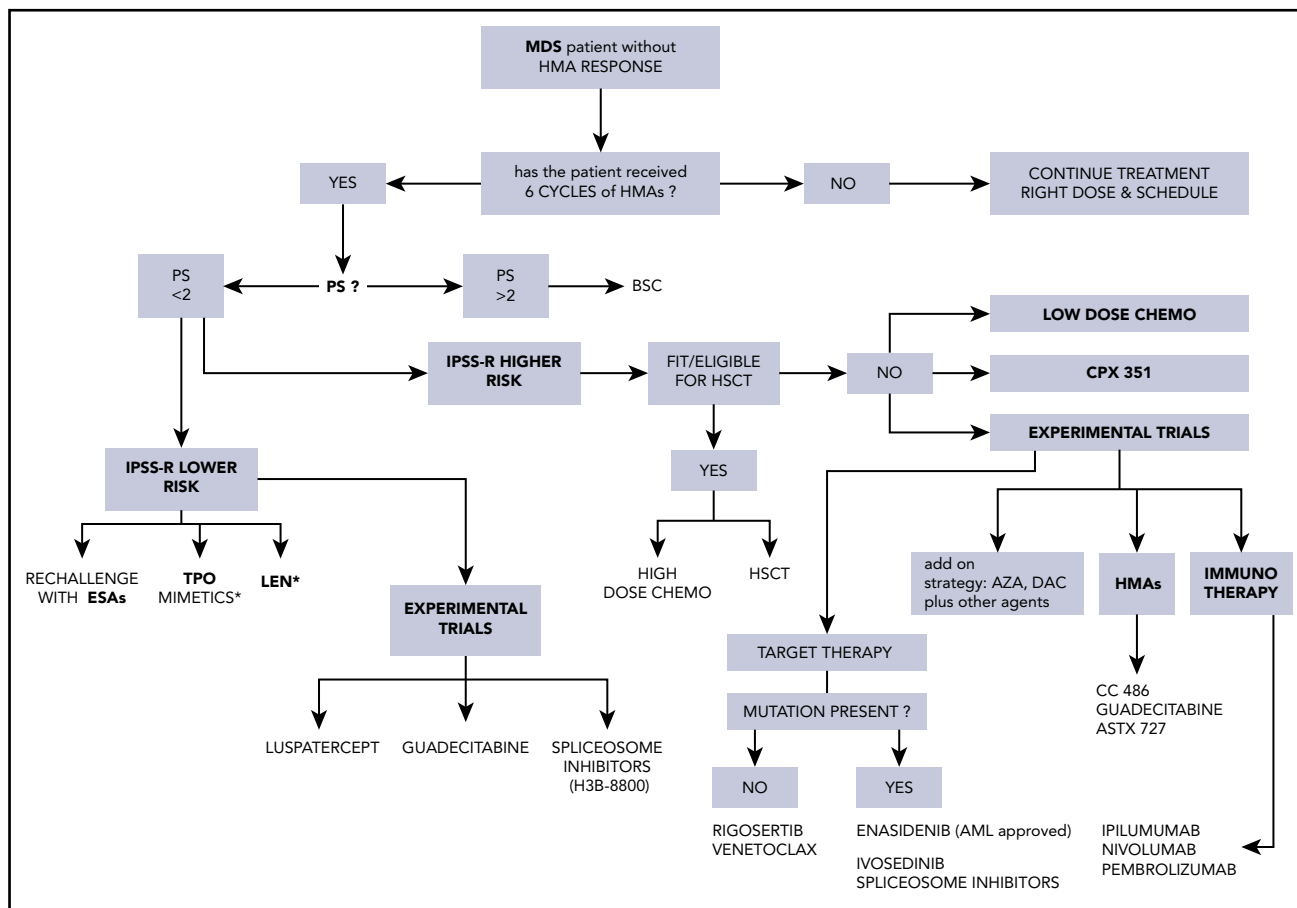 MDS patient without
HMA RESPONSE
YES
has the patient received
6 CYCLES of HMAs ?
NO
CONTINUE TREATMENT
RIGHT DOSE & SCHEDULE
PS
<2
PS ?
PS
>2
BSC
LOW DOSE CHEMO
IPSS-R HIGHER
RISK
FIT/ELIGIBLE
FOR HSCT
NO
CPX 351
EXPERIMENTAL TRIALS
IPSS-R LOWER
RISK
YES
RECHALLENGE
WITH ESAs
TPO
MIMETICS*
LEN*
HIGH
DOSE CHEMO
HSCT
add on
strategy: AZA, DAC
plus other agents
HMAs
IMMUNO
THERAPY
EXPERIMENTAL
TRIALS
TARGET THERAPY
MUTATION PRESENT ?
CC 486
GUADECITABINE
ASTX 727
LUSPATERCEPT
GUADECITABINE
SPLICEOSOME
INHIBITORS
(H3B-8800)
NO
YES
RIGOSERTIB
VENETOCLAX
ENASIDENIB (AML approved)
IVOSEDINIB
SPLICEOSOME INHIBITORS
IPILUMUMAB
NIVOLUMAB
PEMBROLIZUMAB